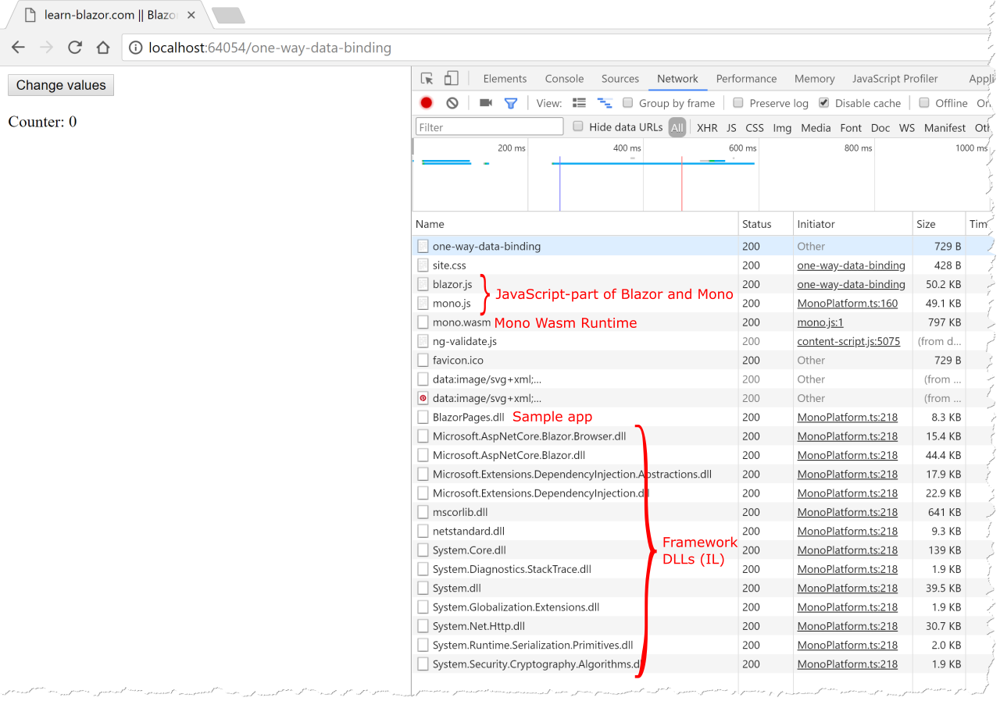 learn-blazor.com || Blazo
localhost:64054/one-way-data-binding
Change values
Counter: 0
Elements Console Sources Network Performance Memory JavaScript Profiler Appli
View: Group by frame Preserve log Disable cache Offline On
Filter Hide data URLs All XHR JS CSS Img Media Font Doc WS Manifest Oth
200 ms 400 ms 600 ms 800 ms 1000 ms
Name Status Initiator Size Tim
one-way-data-binding 200 Other 729 B
site.css 200 one-way-data-binding 428 B
blazor.js 200 one-way-data-binding 50.2 KB
JavaScript-part of Blazor and Mono
mono.js 200 MonoPlatform.ts:160 49.1 KB
mono.wasm Mono Wasm Runtime 200 mono.js:1 797 KB
ng-validate.js 200 content-script.js:5075 (from d...
favicon.ico 200 Other 729 B
data:image/svg+xml;... 200 Other (from ...
data:image/svg+xml;... 200 Other (from ...
BlazorPages.dll Sample app 200 MonoPlatform.ts:218 8.3 KB
Microsoft.AspNetCore.Blazor.Browser.dll 200 MonoPlatform.ts:218 15.4 KB
Microsoft.AspNetCore.Blazor.dll 200 MonoPlatform.ts:218 44.4 KB
Microsoft.Extensions.DependencyInjection.Abstractions.dll 200 MonoPlatform.ts:218 17.9 KB
Microsoft.Extensions.DependencyInjection.dll 200 MonoPlatform.ts:218 22.9 KB
mscorlib.dll 200 MonoPlatform.ts:218 641 KB
netstandard.dll 200 MonoPlatform.ts:218 9.3 KB
Framework
System.Core.dll 200 MonoPlatform.ts:218 139 KB
DLLs (IL)
System.Diagnostics.StackTrace.dll 200 MonoPlatform.ts:218 1.9 KB
System.dll 200 MonoPlatform.ts:218 39.5 KB
System.Globalization.Extensions.dll 200 MonoPlatform.ts:218 1.9 KB
System.Net.Http.dll 200 MonoPlatform.ts:218 30.7 KB
System.Runtime.Serialization.Primitives.dll 200 MonoPlatform.ts:218 2.0 KB
System.Security.Cryptography.Algorithms.d 200 MonoPlatform.ts:218 1.9 KB